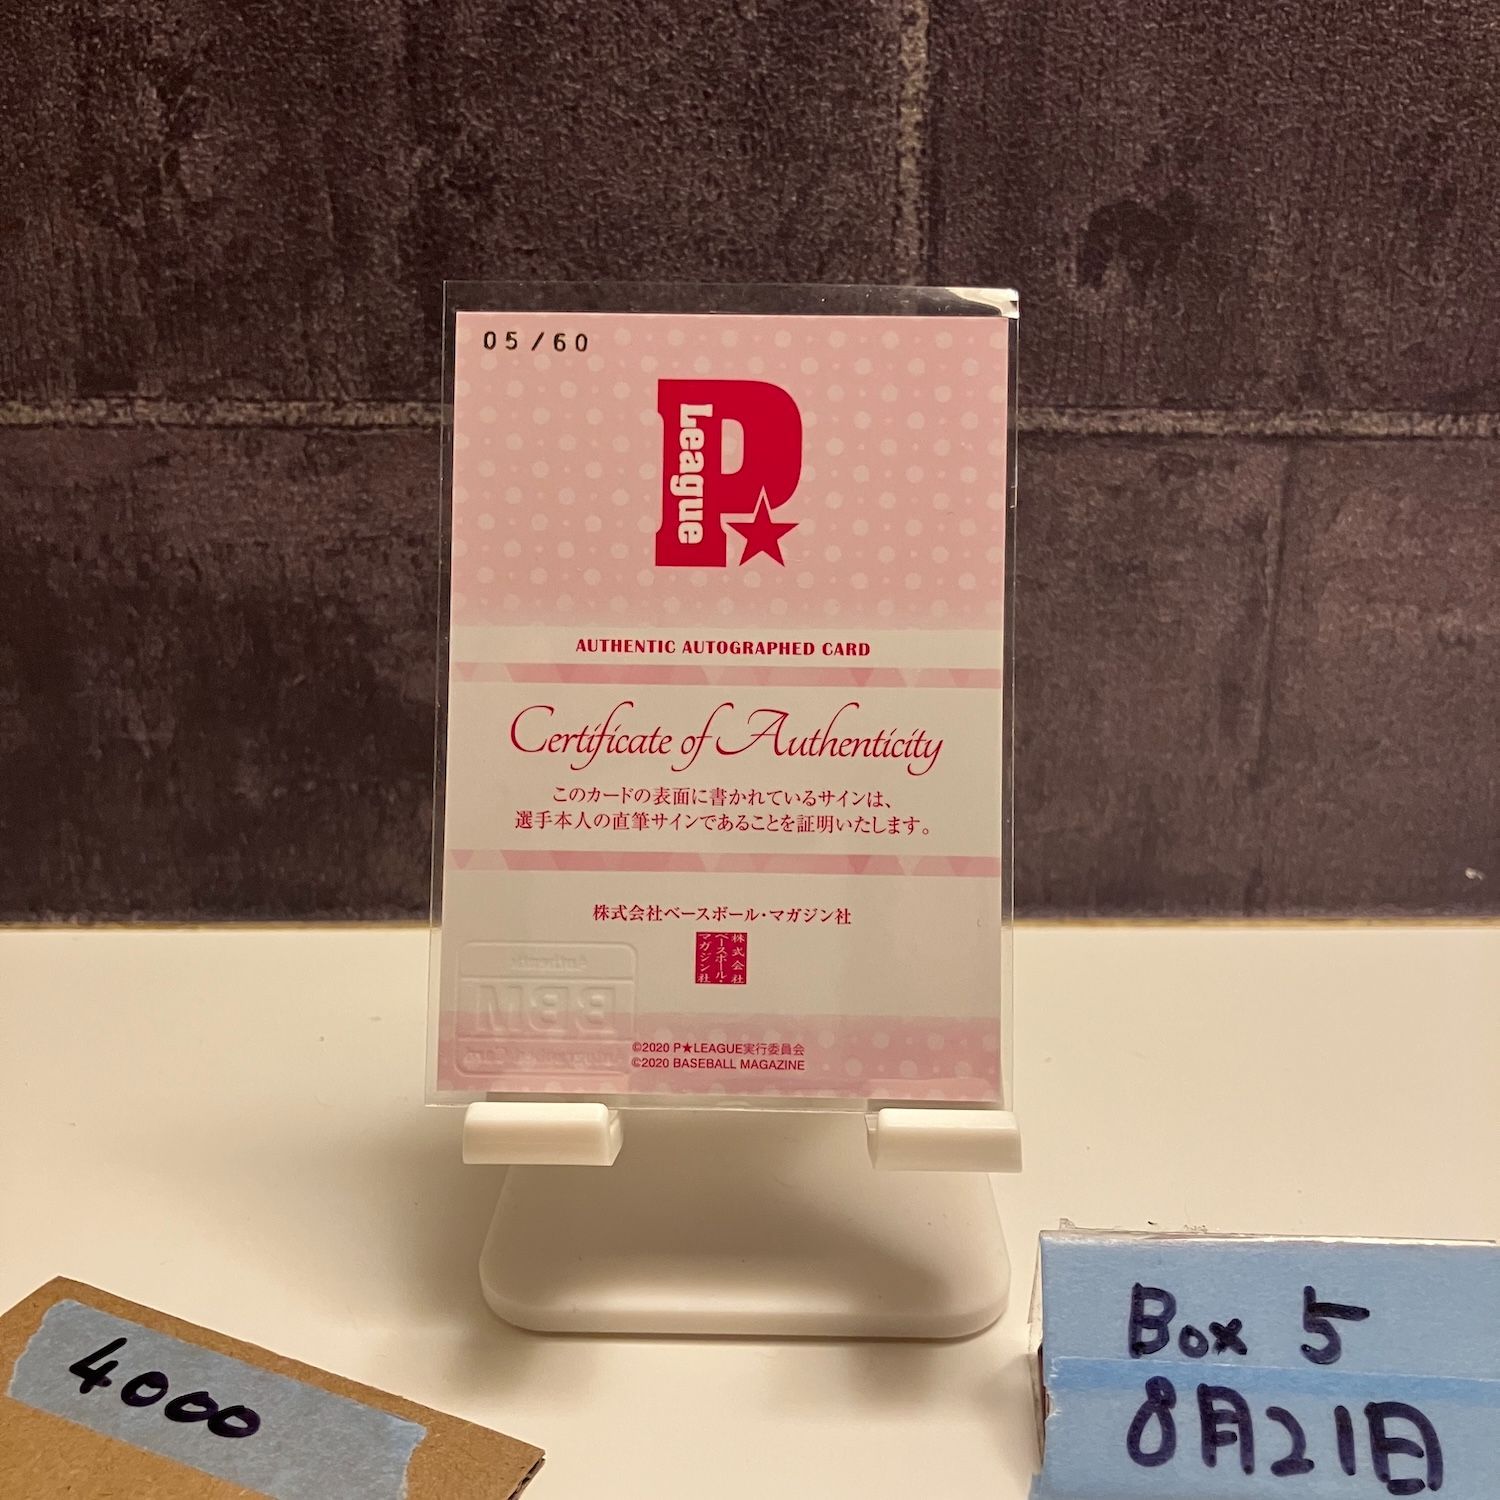 05/60
P League
AUTHENTIC AUTOGRAPHED CARD
Certificate of Authenticity
このカードの表面に書かれているサインは、
選手本人の直筆サインであることを証明いたします。
株式会社ベースボール・マガジン社
株式会社
ベースボール・
マガジン社
Authentic
BBM
Autographed Card
©2020 P★LEAGUE実行委員会
©2020 BASEBALL MAGAZINE
4000
Box 5
8月21日